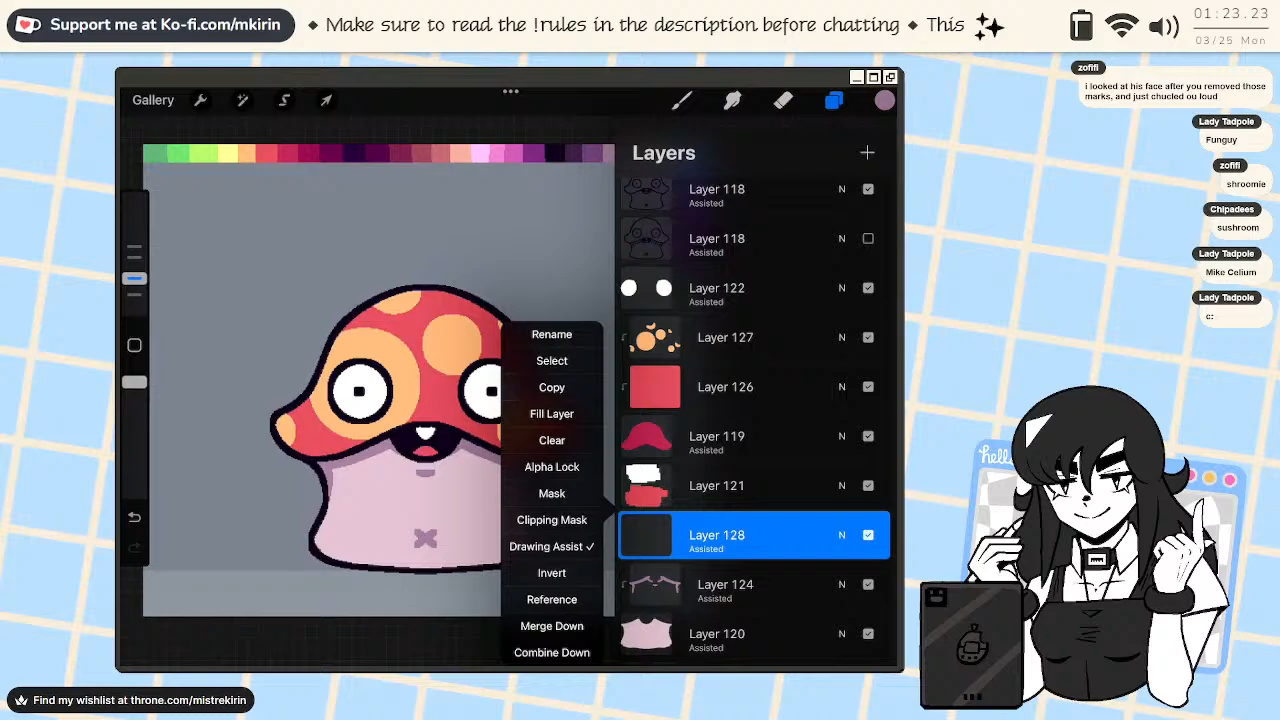 Support me at Ko-fi.com/mkirin
◆ Make sure to read the !rules in the description before chatting ◆ This
01:23.23
03/25 Mon
zofifi
i looked at his face after you removed those
marks, and just chucled ou loud
Lady Tadpole
Funguy
zofifi
shroomie
Chipadees
sushroom
Lady Tadpole
Mike Celium
Lady Tadpole
c:
Gallery
Layers
Layer 118
N
Assisted
Layer 118
N
Assisted
Layer 122
N
Assisted
Layer 127
N
Layer 126
N
Layer 119
N
Assisted
Layer 121
N
Layer 128
N
Assisted
Layer 124
N
Assisted
Layer 120
N
Assisted
Rename
Select
Copy
Fill Layer
Clear
Alpha Lock
Mask
Clipping Mask
Drawing Assist ✓
Invert
Reference
Merge Down
Combine Down
Find my wishlist at throne.com/mistrekirin